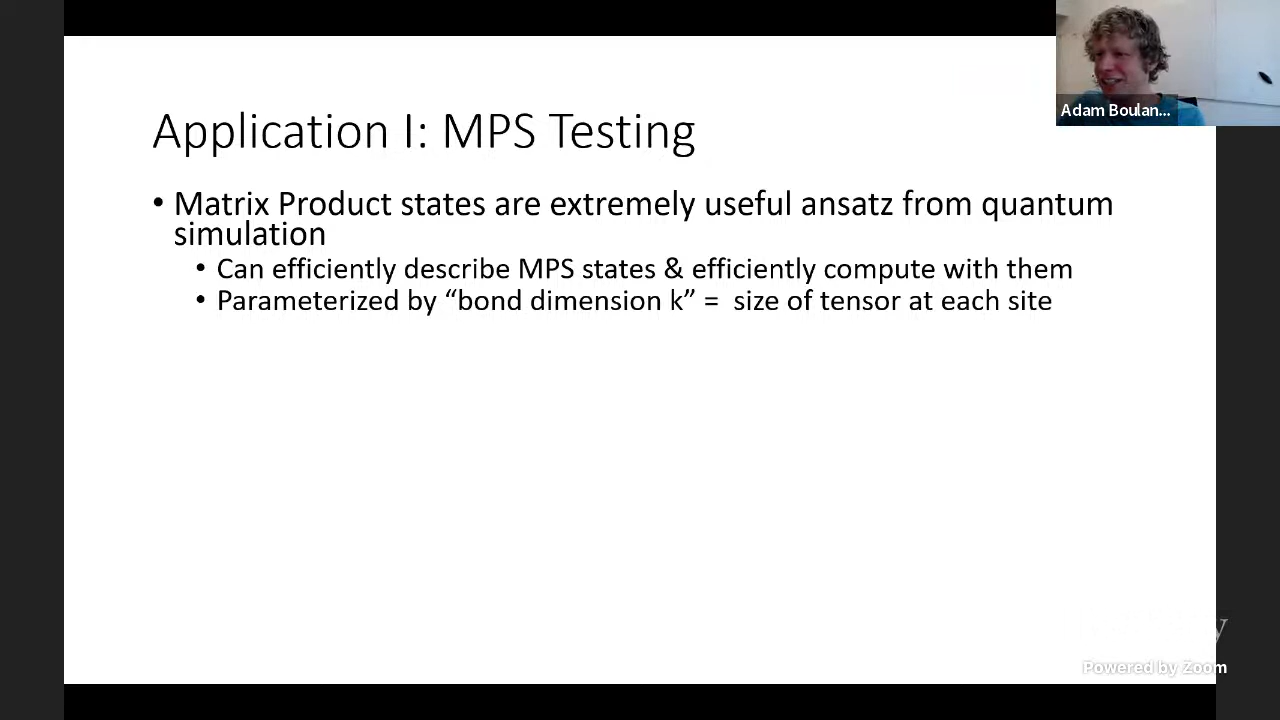 Adam Boulan...
Application I: MPS Testing
• Matrix Product states are extremely useful ansatz from quantum
simulation
• Can efficiently describe MPS states & efficiently compute with them
• Parameterized by “bond dimension k” = size of tensor at each site
Powered by Zoom